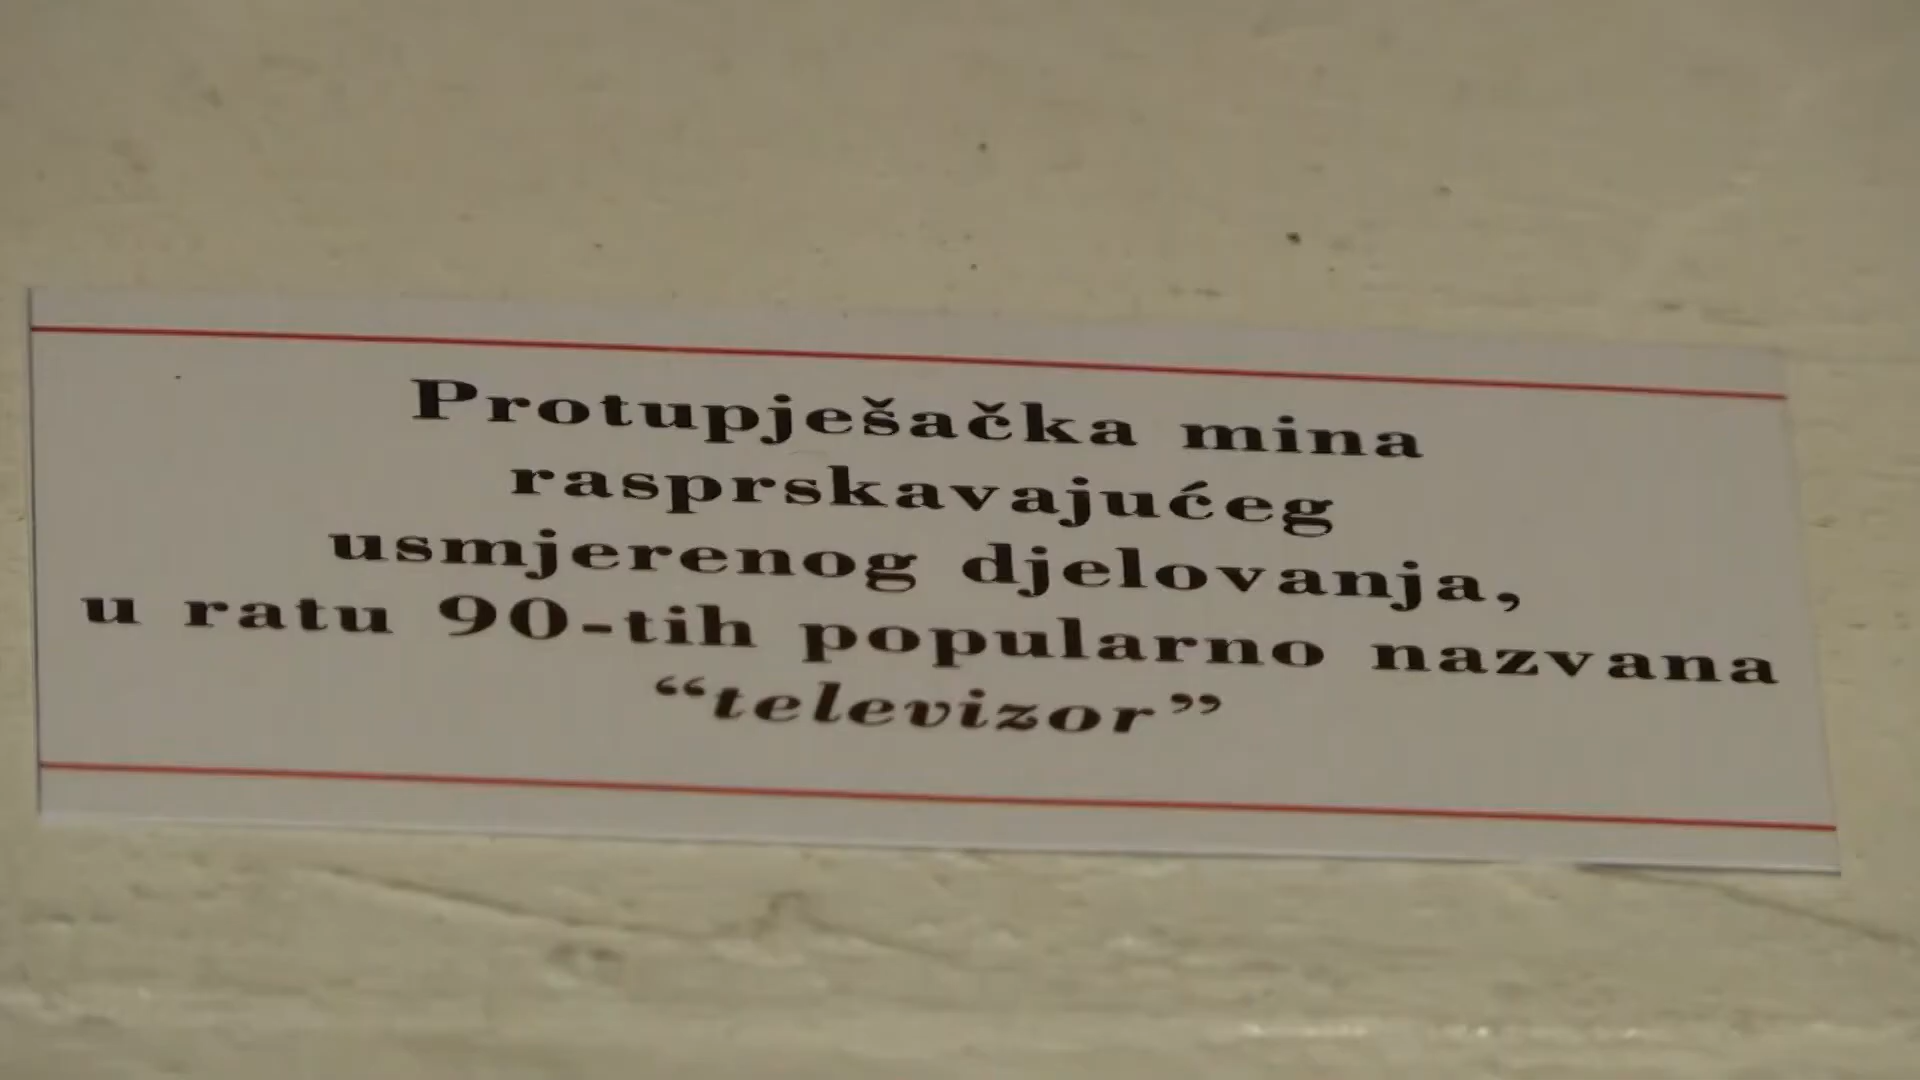 Protupješačka mina
rasprskavajućeg
usmjerenog djelovanja,
u ratu 90-tih popularno nazvana
“televizor”